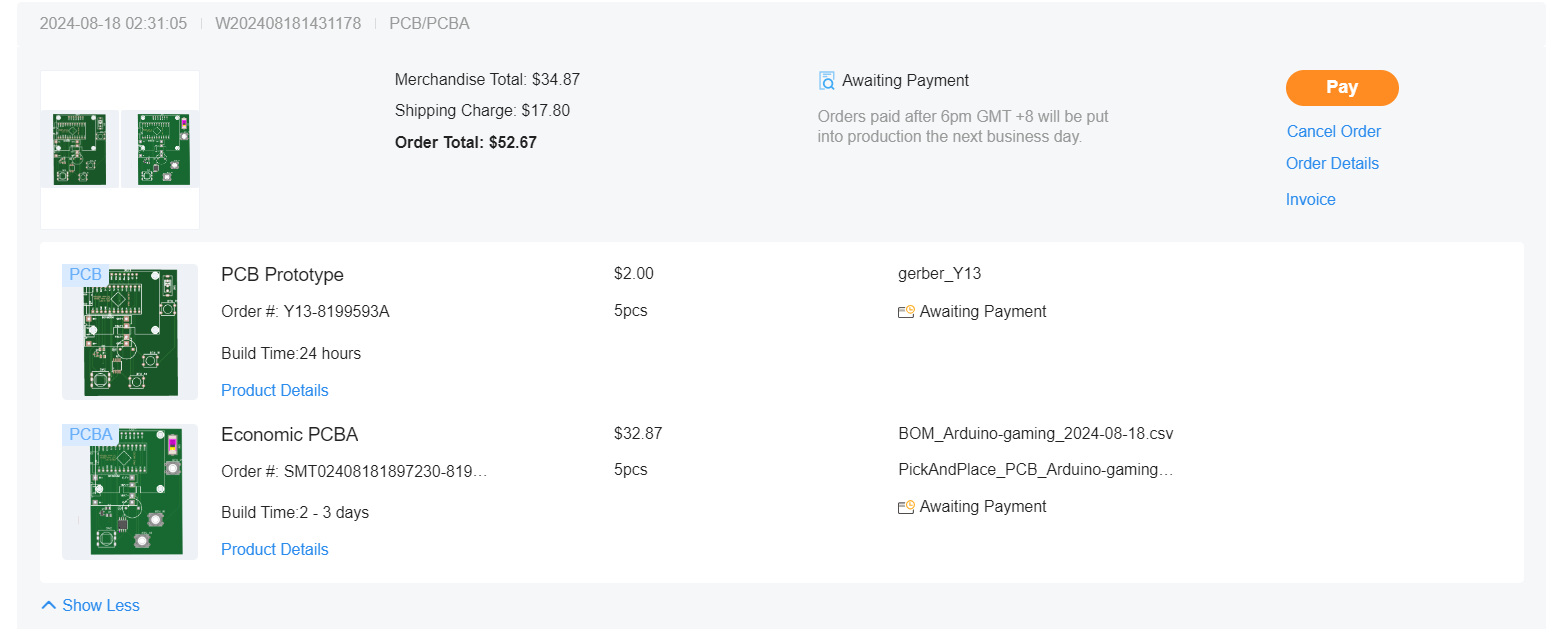 2024-08-18 02:31:05 W202408181431178 PCB/PCBA
Merchandise Total: $34.87
Shipping Charge: $17.80
Order Total: $52.67
Awaiting Payment
Orders paid after 6pm GMT +8 will be put
into production the next business day.
Pay
Cancel Order
Order Details
Invoice
PCB
PCB Prototype
$2.00
gerber_Y13
Order #: Y13-8199593A
5pcs
Awaiting Payment
Build Time:24 hours
Product Details
PCBA
Economic PCBA
$32.87
BOM_Arduino-gaming_2024-08-18.csv
Order #: SMT02408181897230-819…
5pcs
PickAndPlace_PCB_Arduino-gaming…
Awaiting Payment
Build Time:2 - 3 days
Product Details
Show Less